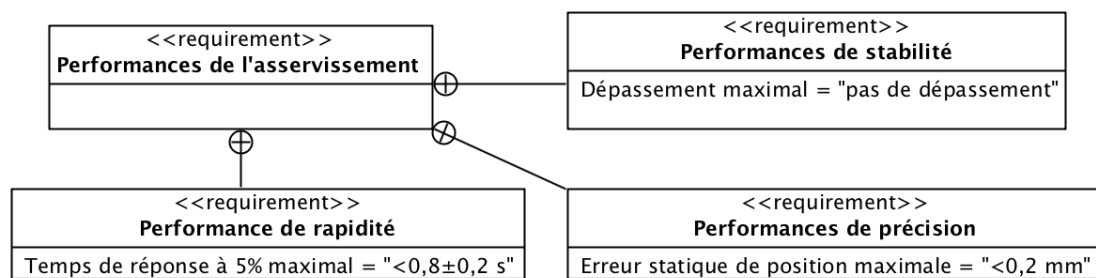 <<requirement>>
Performances de l'asservissement
<<requirement>>
Performances de stabilité
Dépassement maximal = "pas de dépassement"
<<requirement>>
Performance de rapidité
Temps de réponse à 5% maximal = "<0,8±0,2 s"
<<requirement>>
Performances de précision
Erreur statique de position maximale = "<0,2 mm"